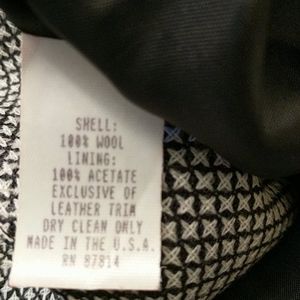 SHELL:
100% WOOL
LINING:
100% ACETATE
EXCLUSIVE OF
LEATHER TRIM
DRY CLEAN ONLY
MADE IN THE U.S.A.
RN 87814